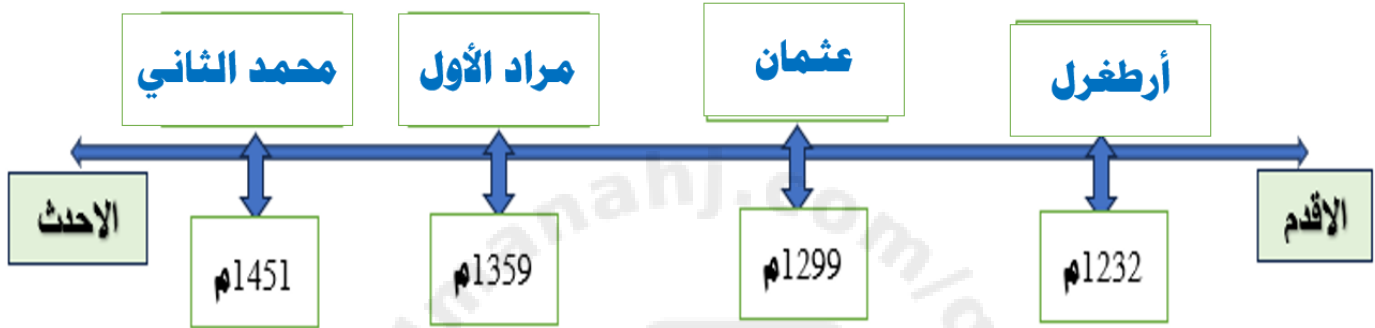 أرطغرل
عثمان
مراد الأول
محمد الثاني
الاقدم
الاحدث
1232م
1299م
1359م
1451م